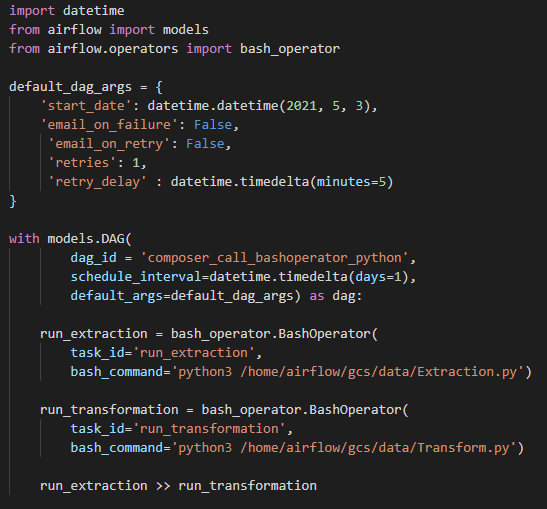 import datetime
from airflow import models
from airflow.operators import bash_operator

default_dag_args = {
    'start_date': datetime.datetime(2021, 5, 3),
    'email_on_failure': False,
     'email_on_retry': False,
     'retries': 1,
     'retry_delay' : datetime.timedelta(minutes=5)
}

with models.DAG(
        dag_id = 'composer_call_bashoperator_python',
        schedule_interval=datetime.timedelta(days=1),
        default_args=default_dag_args) as dag:

    run_extraction = bash_operator.BashOperator(
        task_id='run_extraction',
        bash_command='python3 /home/airflow/gcs/data/Extraction.py')

    run_transformation = bash_operator.BashOperator(
        task_id='run_transformation',
        bash_command='python3 /home/airflow/gcs/data/Transform.py')

    run_extraction >> run_transformation